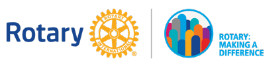 Rotary
ROTARY
INTERNATIONAL
ROTARY:
MAKING A
DIFFERENCE